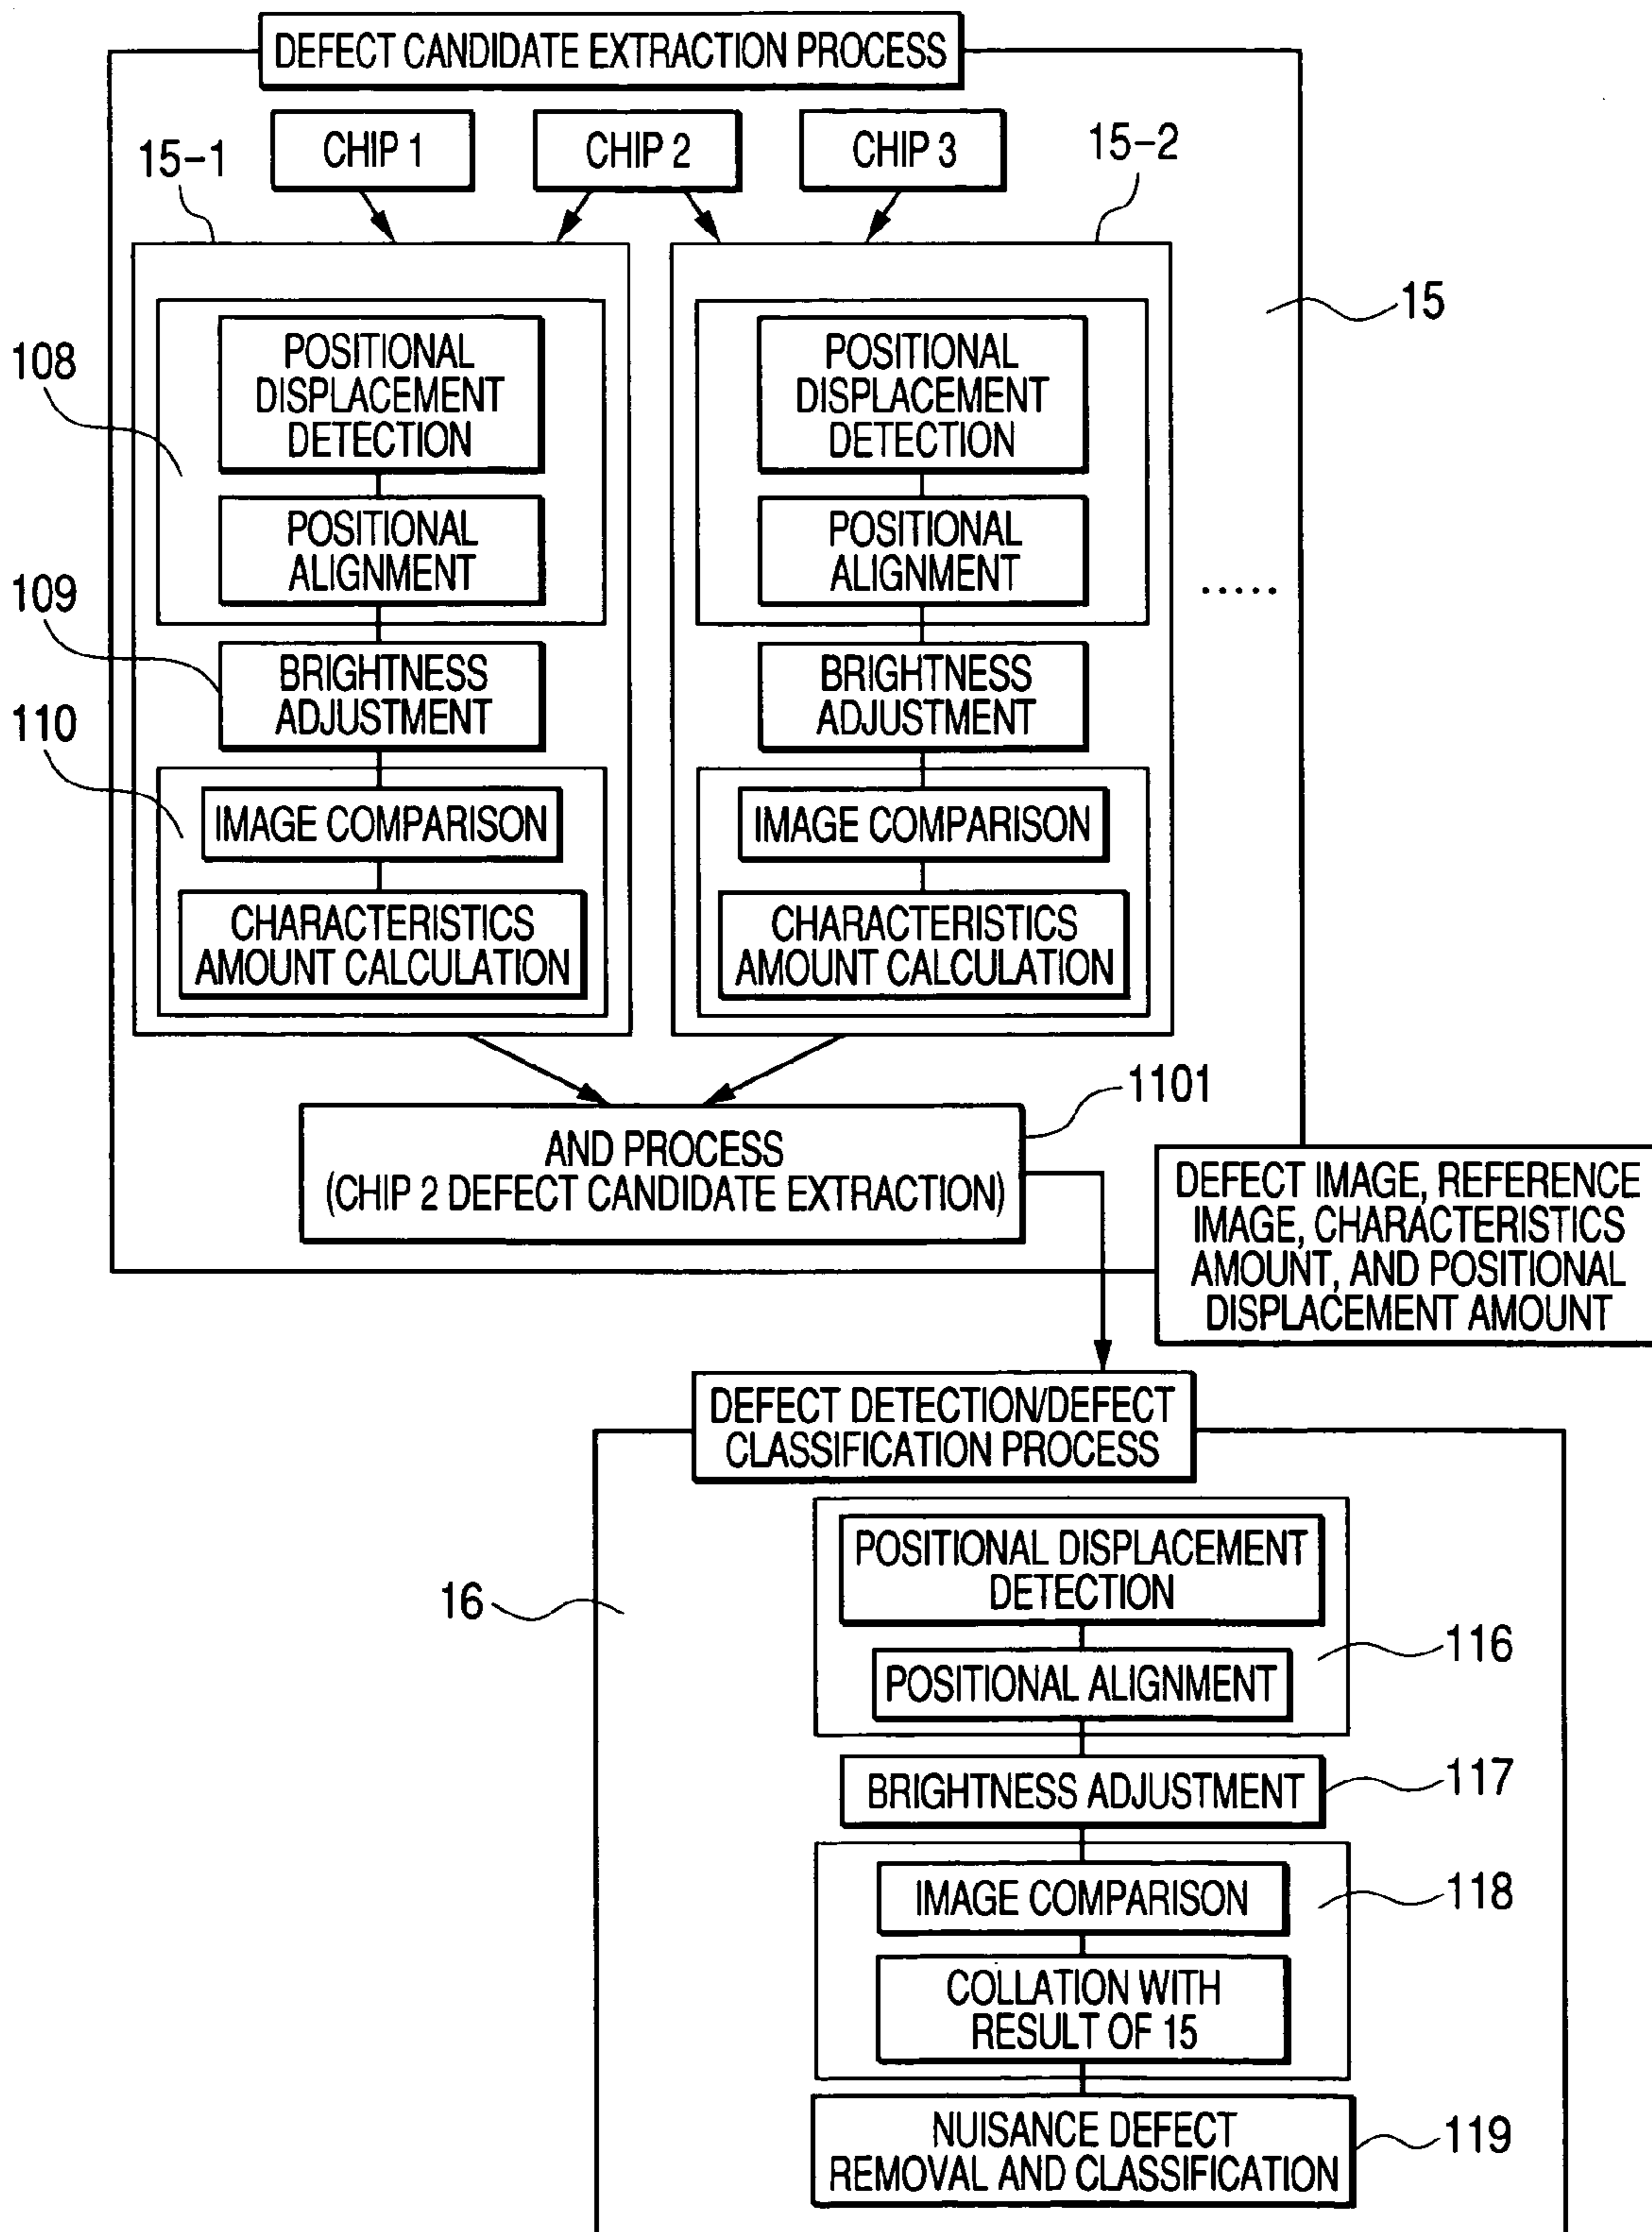 DEFECT CANDIDATE EXTRACTION PROCESS
CHIP 1
CHIP 2
CHIP 3
15-1
15-2
15
108
POSITIONAL
DISPLACEMENT
DETECTION
POSITIONAL
DISPLACEMENT
DETECTION
POSITIONAL
ALIGNMENT
POSITIONAL
ALIGNMENT
.....
109
BRIGHTNESS
ADJUSTMENT
BRIGHTNESS
ADJUSTMENT
110
IMAGE COMPARISON
IMAGE COMPARISON
CHARACTERISTICS
AMOUNT CALCULATION
CHARACTERISTICS
AMOUNT CALCULATION
1101
AND PROCESS
(CHIP 2 DEFECT CANDIDATE EXTRACTION)
DEFECT IMAGE, REFERENCE
IMAGE, CHARACTERISTICS
AMOUNT, AND POSITIONAL
DISPLACEMENT AMOUNT
DEFECT DETECTION/DEFECT
CLASSIFICATION PROCESS
16
POSITIONAL DISPLACEMENT
DETECTION
116
POSITIONAL ALIGNMENT
BRIGHTNESS ADJUSTMENT
117
IMAGE COMPARISON
118
COLLATION WITH
RESULT OF 15
NUISANCE DEFECT
REMOVAL AND CLASSIFICATION
119